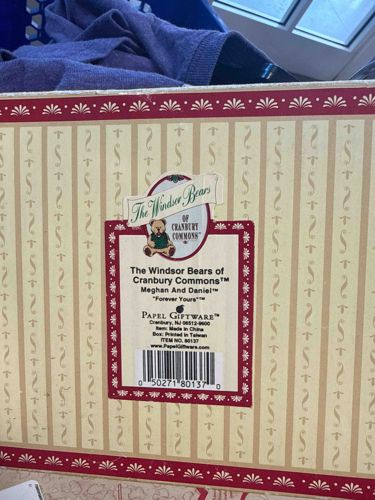 The Windsor Bears
OF
CRANBURY
COMMONS™
The Windsor Bears of
Cranbury Commons™
Meghan And Daniel™
"Forever Yours"™
PAPEL GIFTWARE™
Cranbury, NJ 08512-9600
Item: Made in China
Box: Printed in Taiwan
ITEM NO. 80137
www.PapelGiftware.com
0 50271 80137 0